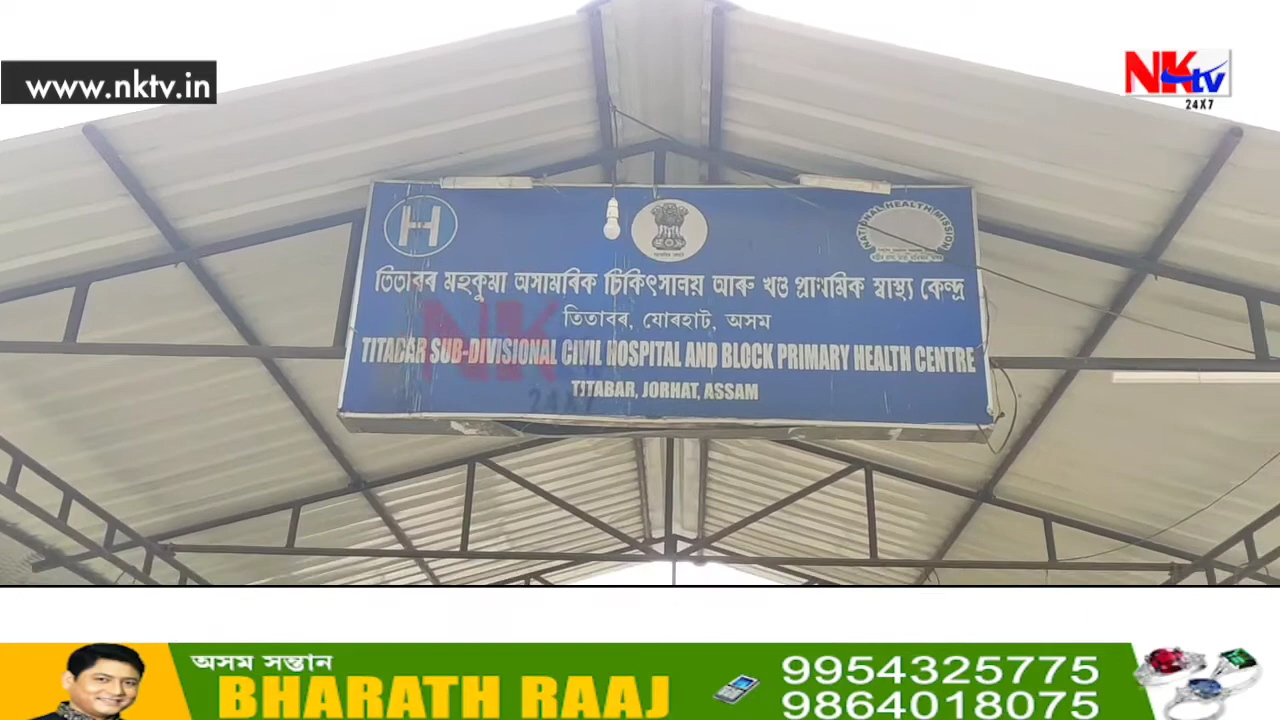 www.nktv.in
NKtv
24X7
H
NATIONAL HEALTH MISSION
তিতাবৰ মহকুমা অসামৰিক চিকিৎসালয় আৰু খণ্ড প্ৰাথমিক স্বাস্থ্য কেন্দ্ৰ
তিতাবৰ, যোৰহাট, অসম
TITABAR SUB-DIVISIONAL CIVIL HOSPITAL AND BLOCK PRIMARY HEALTH CENTRE
TITABAR, JORHAT, ASSAM
NKtv
24X7
অসম সন্তান
BHARATH RAAJ
9954325775
9864018075